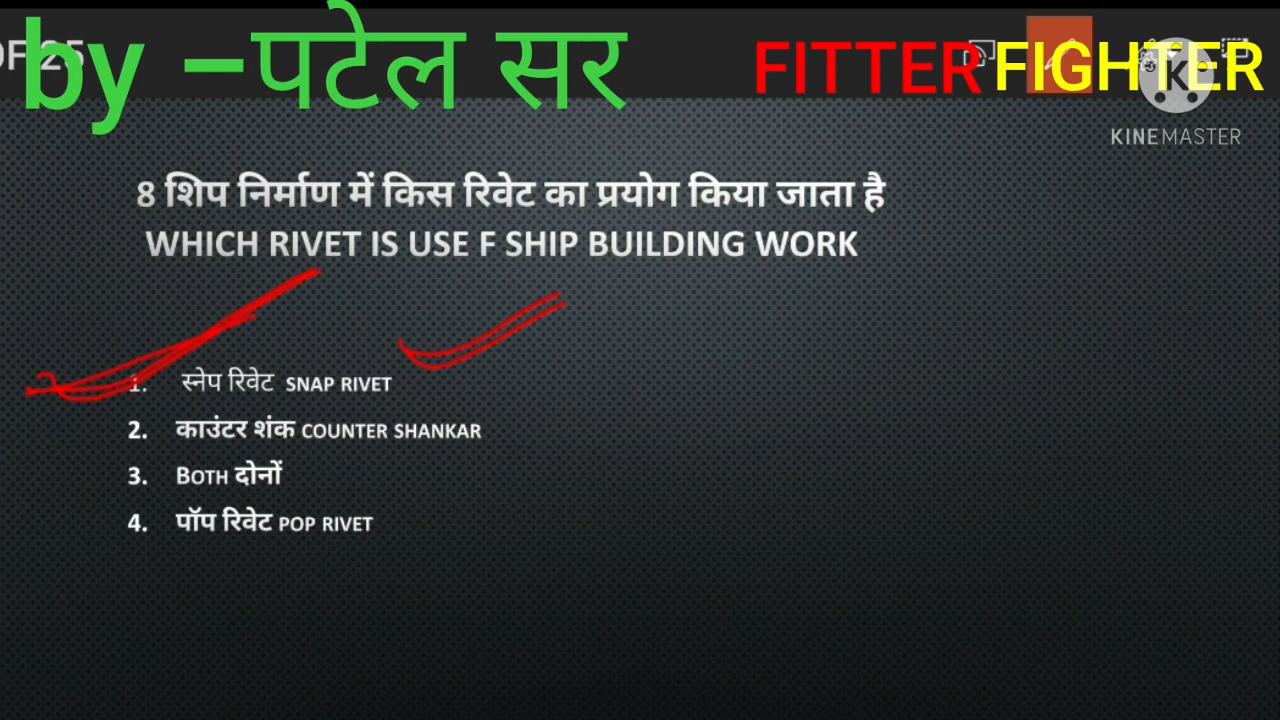 by –पटेल सर
FITTER FIGHTER
KINEMASTER
8 शिप निर्माण में किस रिवेट का प्रयोग किया जाता है
WHICH RIVET IS USE F SHIP BUILDING WORK
1. स्नेप रिवेट SNAP RIVET
2. काउंटर शंक COUNTER SHANKAR
3. BOTH दोनों
4. पॉप रिवेट POP RIVET